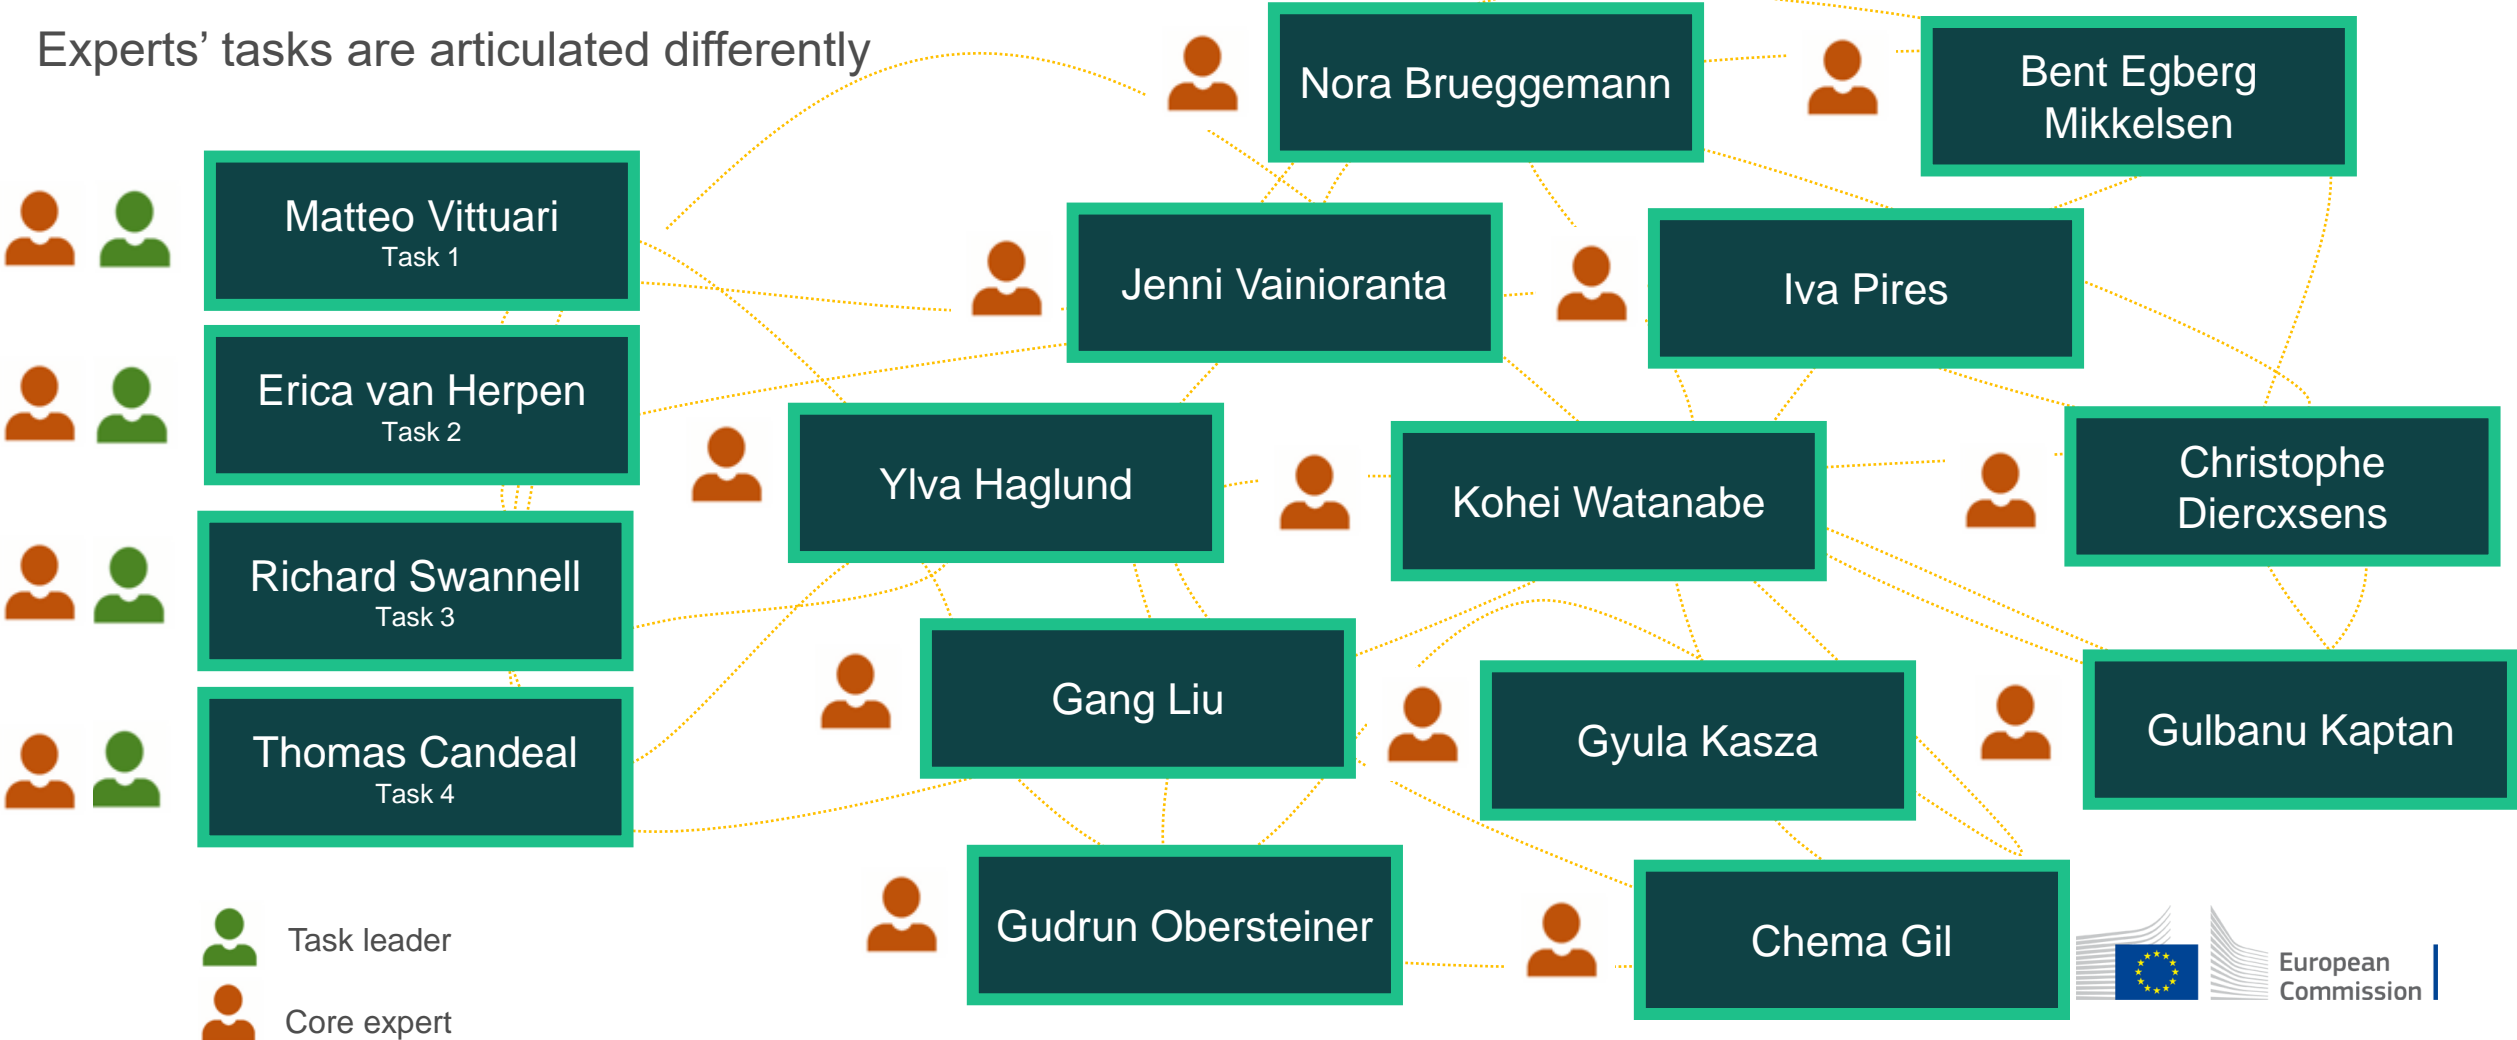 Experts’ tasks are articulated differently
Nora Brueggemann
Bent Egberg
Mikkelsen
Matteo Vittuari
Task 1
Jenni Vainioranta
Iva Pires
Erica van Herpen
Task 2
Ylva Haglund
Kohei Watanabe
Christophe
Diercxsens
Richard Swannell
Task 3
Gang Liu
Gyula Kasza
Gulbanu Kaptan
Thomas Candeal
Task 4
Gudrun Obersteiner
Chema Gil
Task leader
Core expert
European
Commission